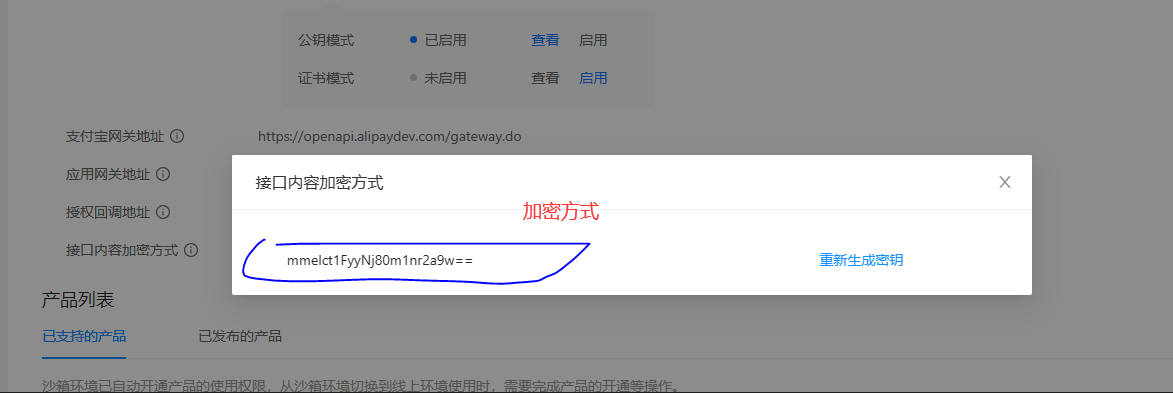 公钥模式 已启用 查看 启用
证书模式 未启用 查看 启用
支付宝网关地址 https://openapi.alipaydev.com/gateway.do
应用网关地址
接口内容加密方式
授权回调地址
加密方式
接口内容加密方式
mmelct1FyyNj80m1nr2a9w== 重新生成密钥
产品列表
已支持的产品 已发布的产品
沙箱环境已自动开通产品的使用权限，从沙箱环境切换到线上环境使用时，需要完成产品的开通等操作。